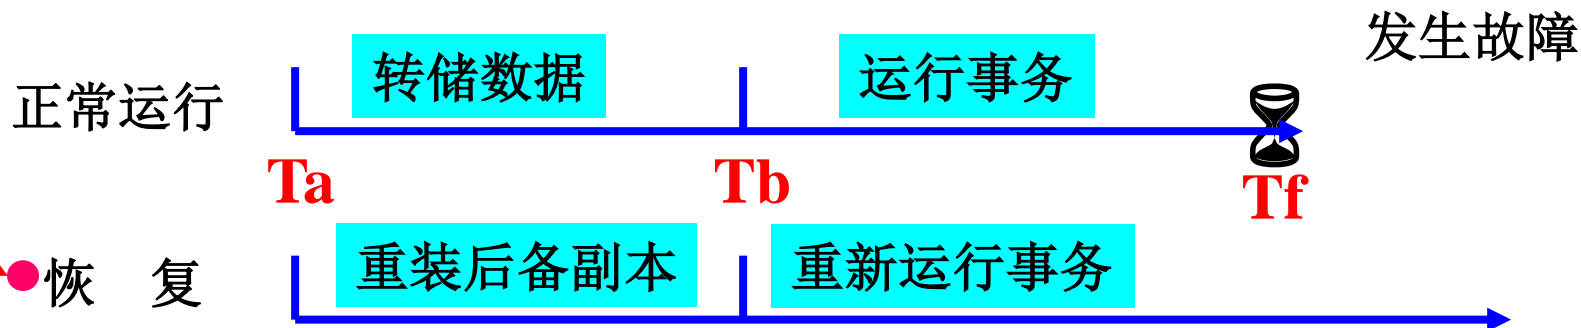 发生故障
转储数据 运行事务
正常运行
Ta Tb Tf
重装后备副本 重新运行事务
恢 复